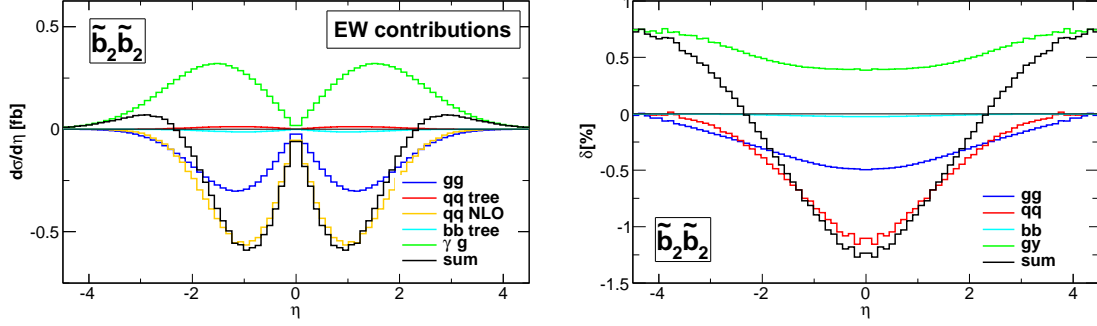 0.5
0
-0.5
dσ/dη [fb]
b̃₂b̃₂
EW contributions
gg
qq tree
qq NLO
bb tree
γ g
sum
-4
-2
0
2
4
η
1
0.5
0
-0.5
-1
-1.5
δ[%]
b̃₂b̃₂
gg
qq
bb
gy
sum
-4
-2
0
2
4
η